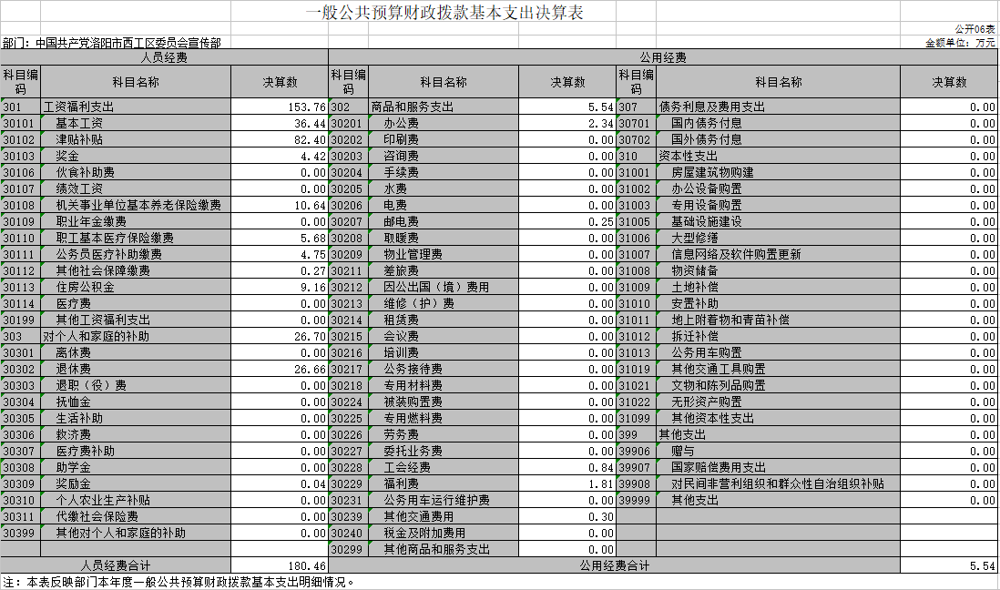 一般公共预算财政拨款基本支出决算表
公开06表
部门：中国共产党洛阳市西工区委员会宣传部 金额单位：万元
人员经费 公用经费
科目编码 科目名称 决算数 科目编码 科目名称 决算数 科目编码 科目名称 决算数
301 工资福利支出 153.76 302 商品和服务支出 5.54 307 债务利息及费用支出 0.00
30101 基本工资 36.44 30201 办公费 2.34 30701 国内债务付息 0.00
30102 津贴补贴 82.40 30202 印刷费 0.00 30702 国外债务付息 0.00
30103 奖金 4.42 30203 咨询费 0.00 310 资本性支出 0.00
30106 伙食补助费 0.00 30204 手续费 0.00 31001 房屋建筑物购建 0.00
30107 绩效工资 0.00 30205 水费 0.00 31002 办公设备购置 0.00
30108 机关事业单位基本养老保险缴费 10.64 30206 电费 0.00 31003 专用设备购置 0.00
30109 职业年金缴费 0.00 30207 邮电费 0.25 31005 基础设施建设 0.00
30110 职工基本医疗保险缴费 5.68 30208 取暖费 0.00 31006 大型修缮 0.00
30111 公务员医疗补助缴费 4.75 30209 物业管理费 0.00 31007 信息网络及软件购置更新 0.00
30112 其他社会保障缴费 0.27 30211 差旅费 0.00 31008 物资储备 0.00
30113 住房公积金 9.16 30212 因公出国（境）费用 0.00 31009 土地补偿 0.00
30114 医疗费 0.00 30213 维修（护）费 0.00 31010 安置补助 0.00
30199 其他工资福利支出 0.00 30214 租赁费 0.00 31011 地上附着物和青苗补偿 0.00
303 对个人和家庭的补助 26.70 30215 会议费 0.00 31012 拆迁补偿 0.00
30301 离休费 0.00 30216 培训费 0.00 31013 公务用车购置 0.00
30302 退休费 26.66 30217 公务接待费 0.00 31019 其他交通工具购置 0.00
30303 退职（役）费 0.00 30218 专用材料费 0.00 31021 文物和陈列品购置 0.00
30304 抚恤金 0.00 30224 被装购置费 0.00 31022 无形资产购置 0.00
30305 生活补助 0.00 30225 专用燃料费 0.00 31099 其他资本性支出 0.00
30306 救济费 0.00 30226 劳务费 0.00 399 其他支出 0.00
30307 医疗费补助 0.00 30227 委托业务费 0.00 39906 赠与 0.00
30308 助学金 0.00 30228 工会经费 0.84 39907 国家赔偿费用支出 0.00
30309 奖励金 0.04 30229 福利费 1.81 39908 对民间非营利组织和群众性自治组织补贴 0.00
30310 个人农业生产补贴 0.00 30231 公务用车运行维护费 0.00 39999 其他支出 0.00
30311 代缴社会保险费 0.00 30239 其他交通费用 0.30
30399 其他对个人和家庭的补助 0.00 30240 税金及附加费用 0.00
30299 其他商品和服务支出 0.00
人员经费合计 180.46 公用经费合计 5.54
注：本表反映部门本年度一般公共预算财政拨款基本支出明细情况。